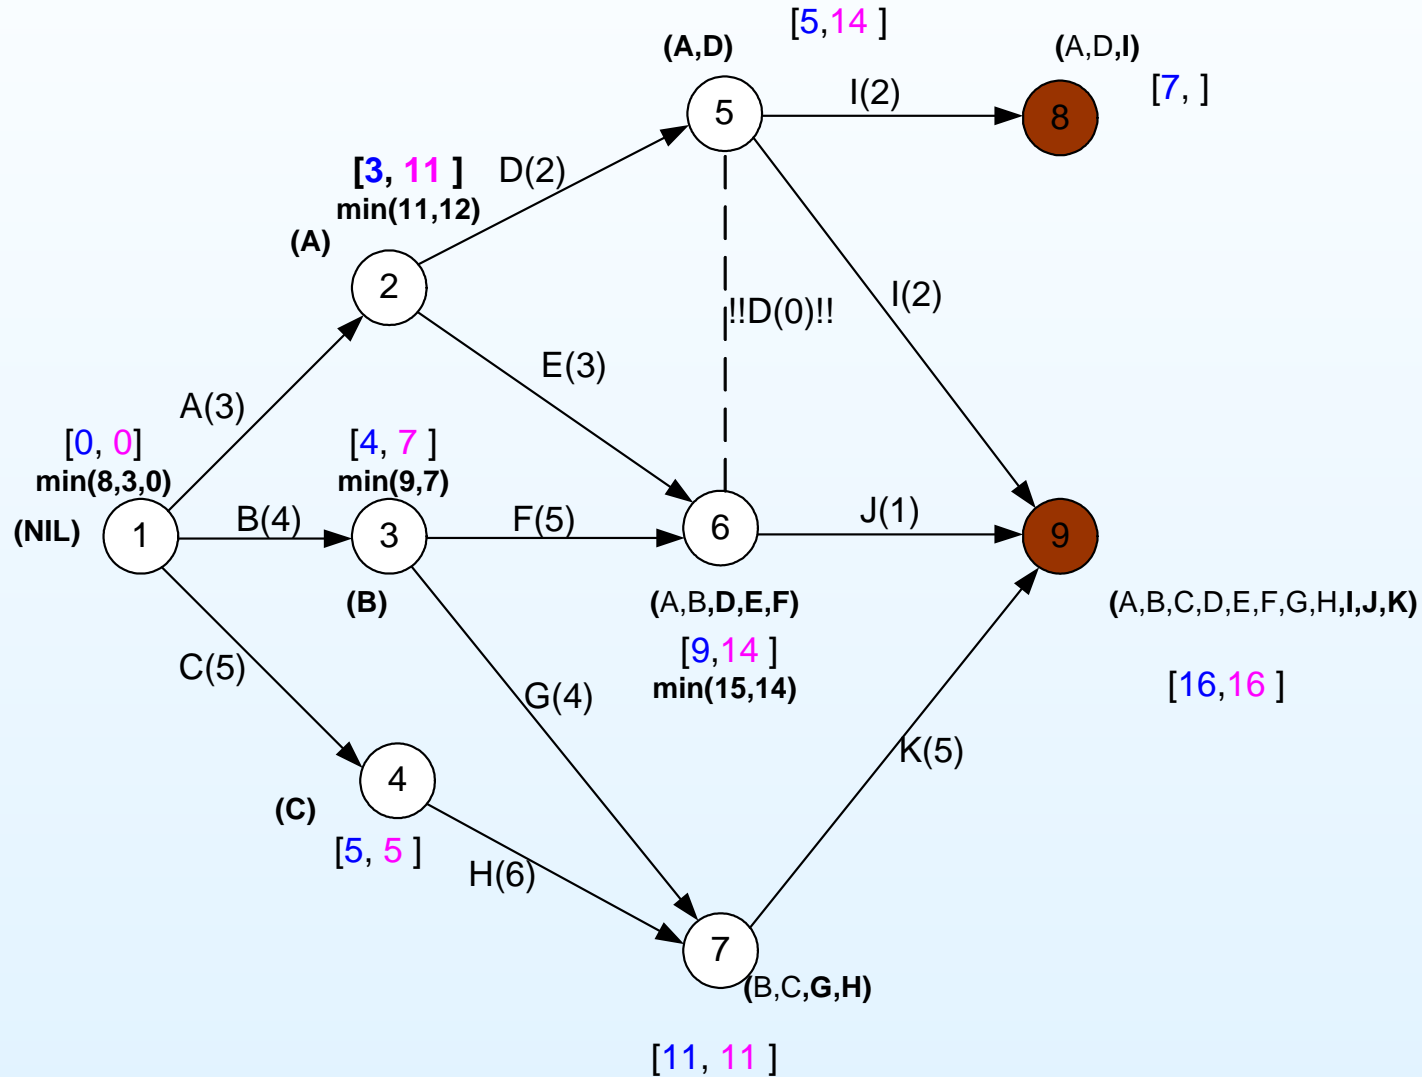 [5,14 ]
(A,D)
(A,D,I)
[7, ]
I(2)
5
8
[3, 11 ]
min(11,12)
D(2)
(A)
2
I(2)
!!D(0)!!
E(3)
A(3)
[0, 0]
min(8,3,0)
(NIL)
1
B(4)
[4, 7 ]
min(9,7)
3
(B)
F(5)
6
J(1)
9
(A,B,D,E,F)
[9,14 ]
min(15,14)
(A,B,C,D,E,F,G,H,I,J,K)
[16,16 ]
C(5)
G(4)
K(5)
4
(C)
[5, 5 ]
H(6)
7
(B,C,G,H)
[11, 11 ]